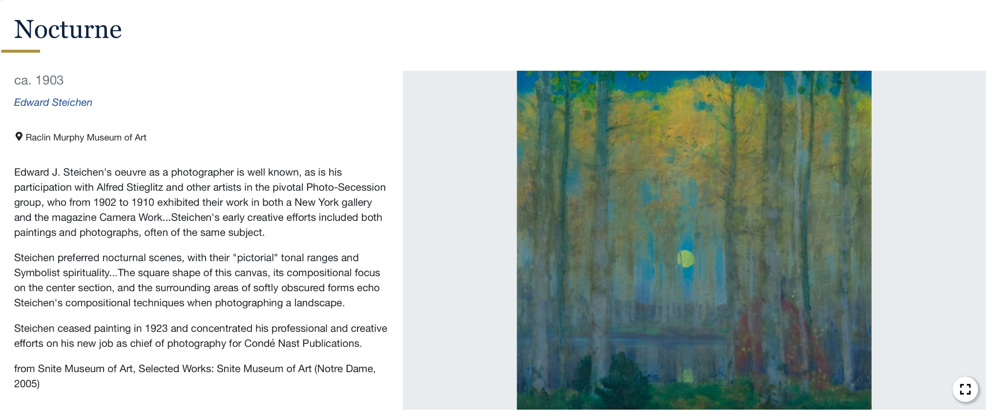 Nocturne
ca. 1903
Edward Steichen
Raclin Murphy Museum of Art
Edward J. Steichen's oeuvre as a photographer is well known, as is his
participation with Alfred Stieglitz and other artists in the pivotal Photo-Secession
group, who from 1902 to 1910 exhibited their work in both a New York gallery
and the magazine Camera Work...Steichen's early creative efforts included both
paintings and photographs, often of the same subject.
Steichen preferred nocturnal scenes, with their "pictorial" tonal ranges and
Symbolist spirituality...The square shape of this canvas, its compositional focus
on the center section, and the surrounding areas of softly obscured forms echo
Steichen's compositional techniques when photographing a landscape.
Steichen ceased painting in 1923 and concentrated his professional and creative
efforts on his new job as chief of photography for Condé Nast Publications.
from Snite Museum of Art, Selected Works: Snite Museum of Art (Notre Dame,
2005)